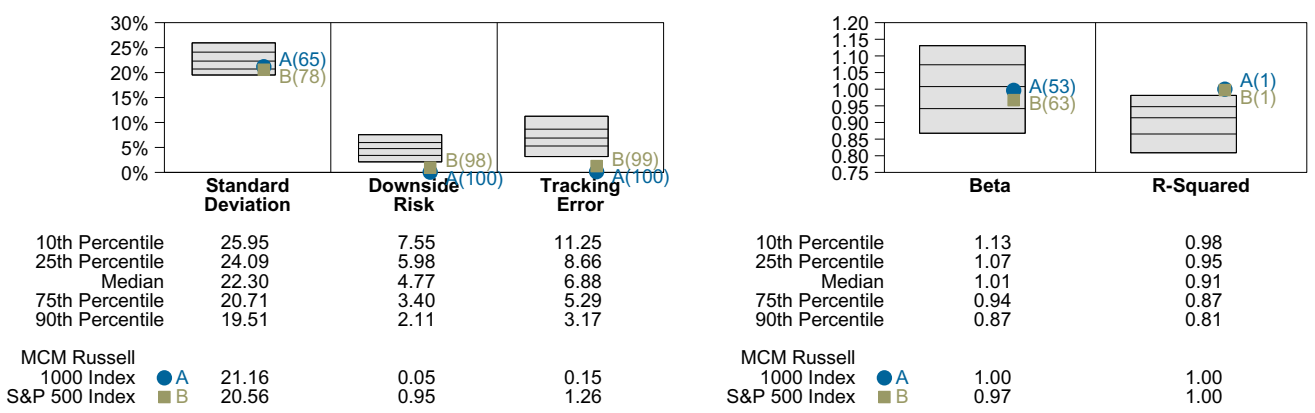 30%
25%
20%
15%
10%
5%
0%
A(65)
B(78)
B(98)
A(100)
B(99)
A(100)
Standard Deviation
Downside Risk
Tracking Error
10th Percentile 25.95 7.55 11.25
25th Percentile 24.09 5.98 8.66
Median 22.30 4.77 6.88
75th Percentile 20.71 3.40 5.29
90th Percentile 19.51 2.11 3.17
MCM Russell
1000 Index A 21.16 0.05 0.15
S&P 500 Index B 20.56 0.95 1.26
1.20
1.15
1.10
1.05
1.00
0.95
0.90
0.85
0.80
0.75
A(53)
B(63)
A(1)
B(1)
Beta
R-Squared
10th Percentile 1.13 0.98
25th Percentile 1.07 0.95
Median 1.01 0.91
75th Percentile 0.94 0.87
90th Percentile 0.87 0.81
MCM Russell
1000 Index A 1.00 1.00
S&P 500 Index B 0.97 1.00